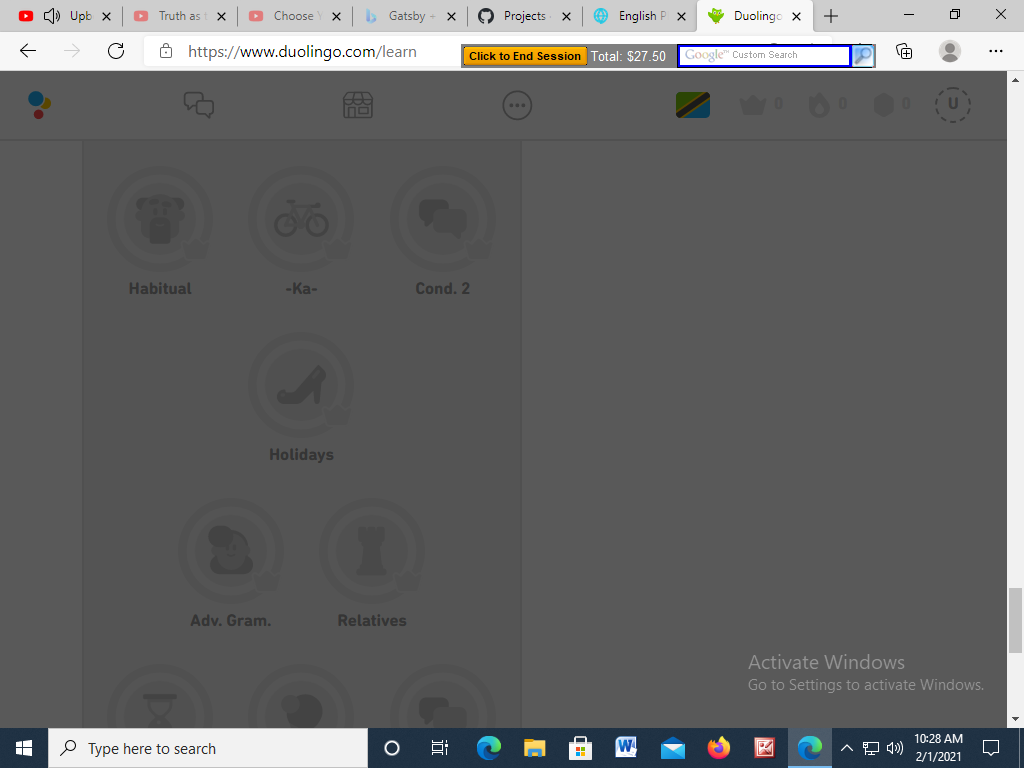 Upb
Truth as
Choose
Gatsby +
Projects
English P
Duolingo
https://www.duolingo.com/learn
Click to End Session
Total: $27.50
Google™ Custom Search
0
0
0
U
Habitual
-Ka-
Cond. 2
Holidays
Adv. Gram.
Relatives
Activate Windows
Go to Settings to activate Windows.
Type here to search
10:28 AM
2/1/2021